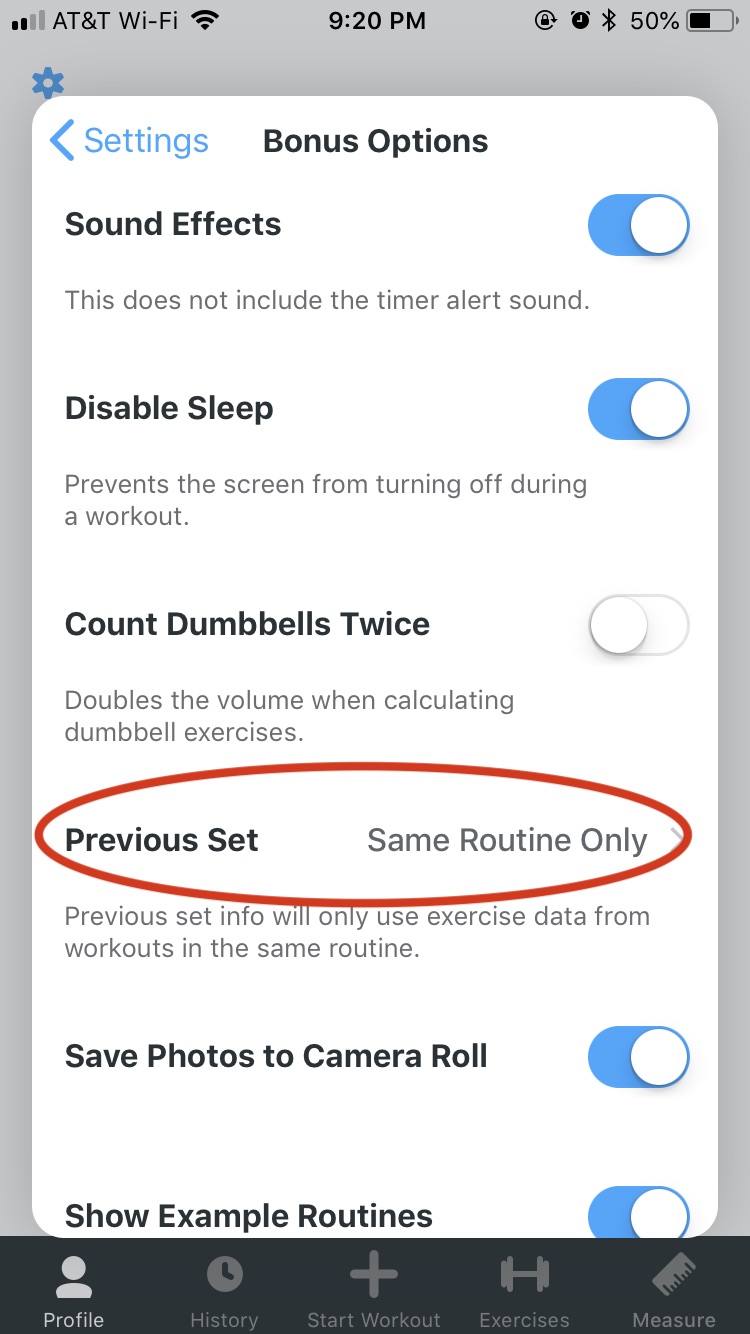 AT&T Wi-Fi 9:20 PM 50%
Settings Bonus Options
Sound Effects
This does not include the timer alert sound.
Disable Sleep
Prevents the screen from turning off during
a workout.
Count Dumbbells Twice
Doubles the volume when calculating
dumbbell exercises.
Previous Set Same Routine Only
Previous set info will only use exercise data from
workouts in the same routine.
Save Photos to Camera Roll
Show Example Routines
Profile History Start Workout Exercises Measure